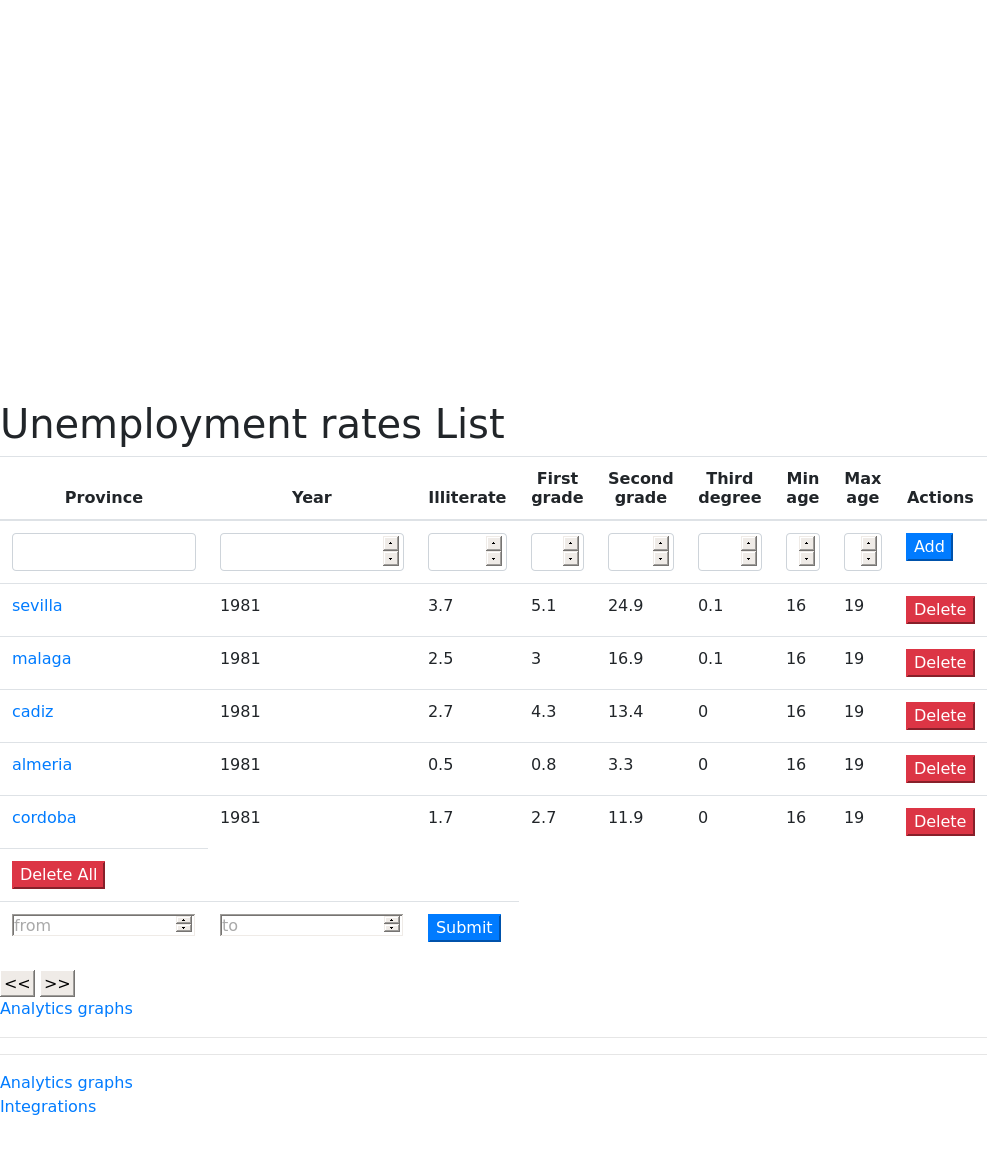 Unemployment rates List
Province Year Illiterate First grade Second grade Third degree Min age Max age Actions
Add
sevilla 1981 3.7 5.1 24.9 0.1 16 19 Delete
malaga 1981 2.5 3 16.9 0.1 16 19 Delete
cadiz 1981 2.7 4.3 13.4 0 16 19 Delete
almeria 1981 0.5 0.8 3.3 0 16 19 Delete
cordoba 1981 1.7 2.7 11.9 0 16 19 Delete
Delete All
from to Submit
<< >>
Analytics graphs
Analytics graphs
Integrations